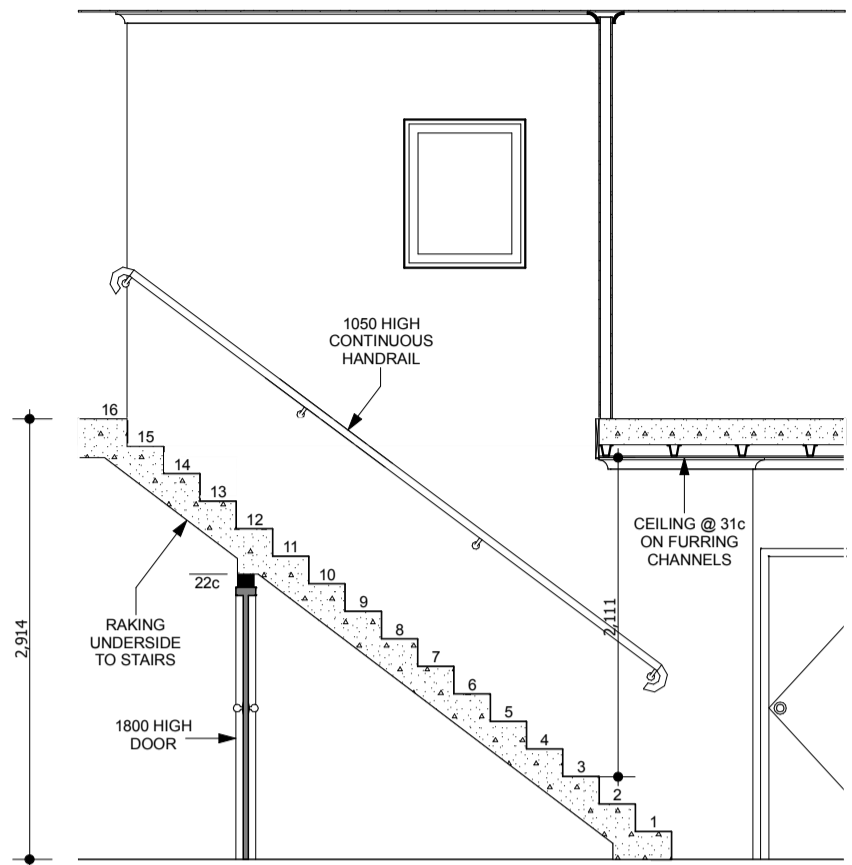 1050 HIGH
CONTINUOUS
HANDRAIL
16
15
14
13
12
11
10
9
8
7
6
5
4
3
2
1
22c
CEILING @ 31c
ON FURRING
CHANNELS
RAKING
UNDERSIDE
TO STAIRS
2,914
2,111
1800 HIGH
DOOR